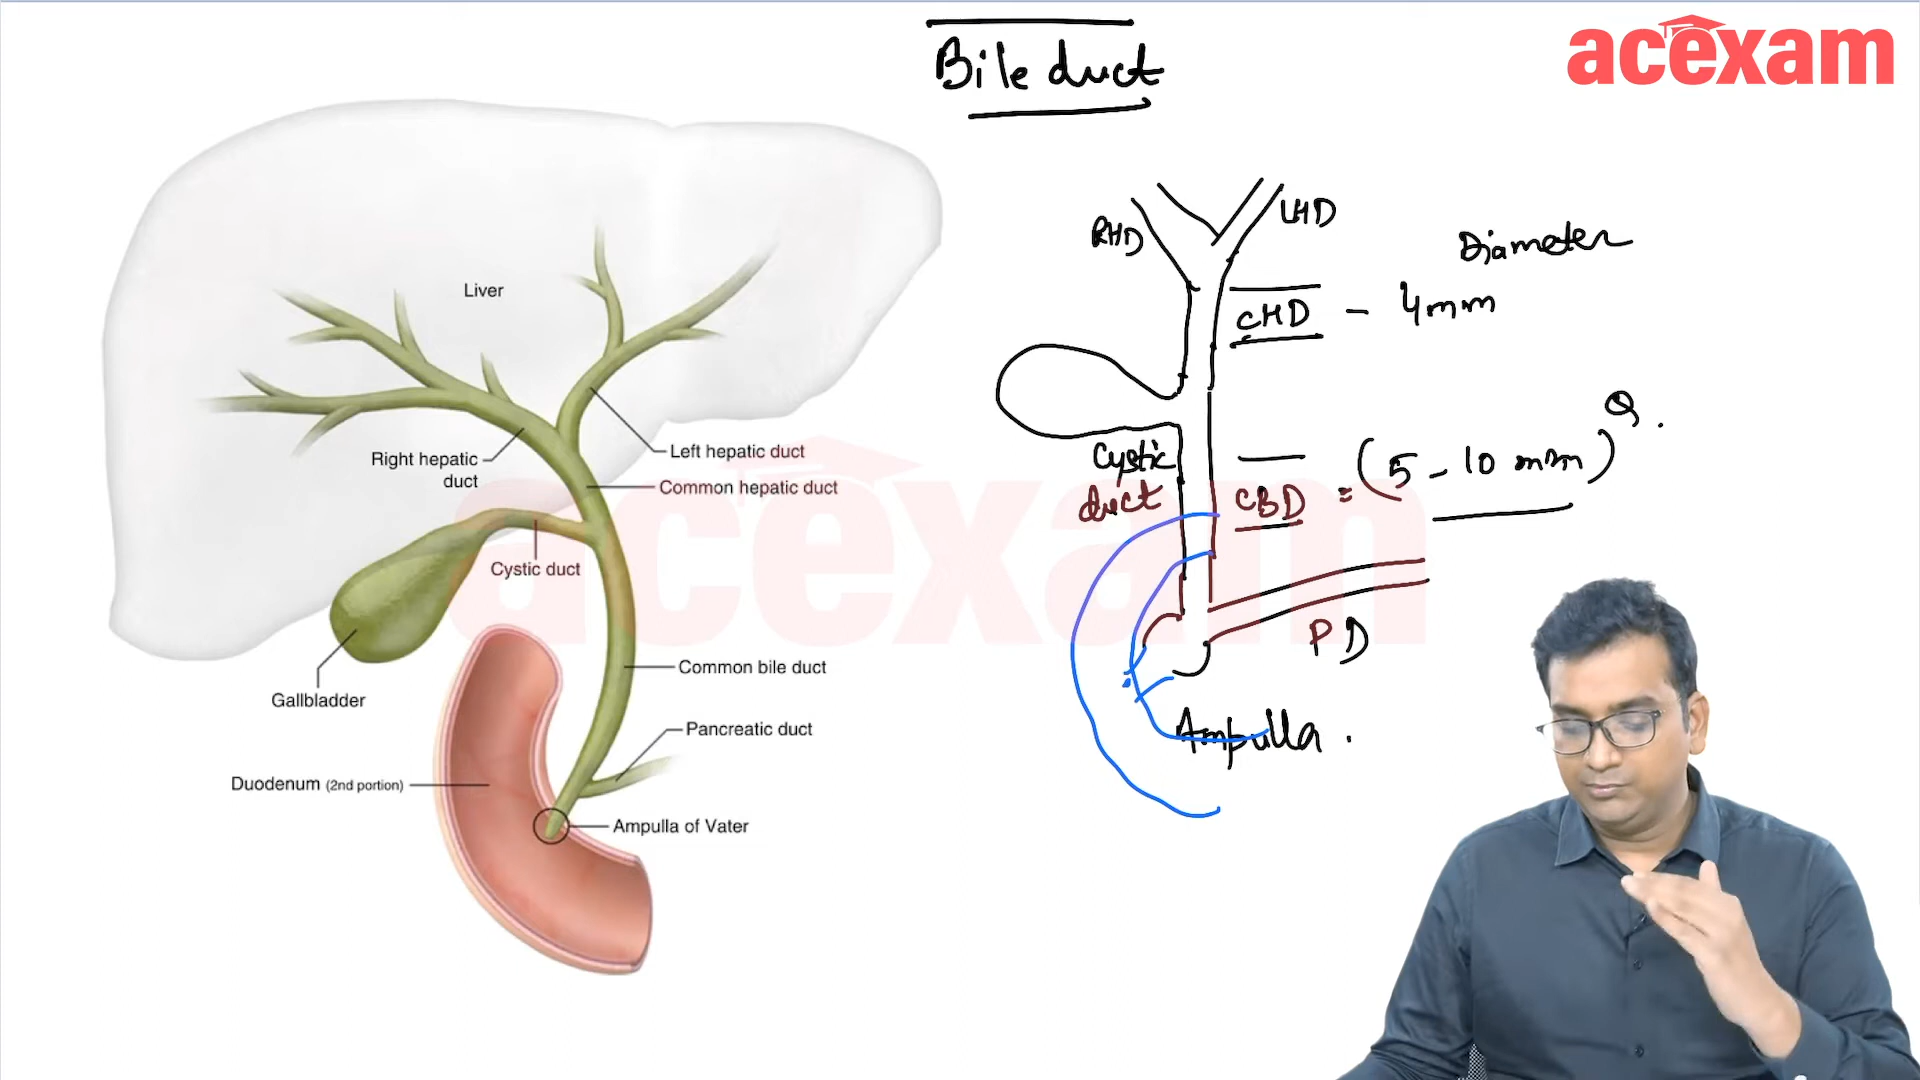 Bile duct
acexam
Liver
Right hepatic
duct
Left hepatic duct
Common hepatic duct
Cystic duct
Gallbladder
Common bile duct
Pancreatic duct
Duodenum (2nd portion)
Ampulla of Vater
acexam
RHD
LHD
Diameter
CHD - 4mm
Cystic
duct
CBD = (5-10 mm) Q.
PD
Ampulla.